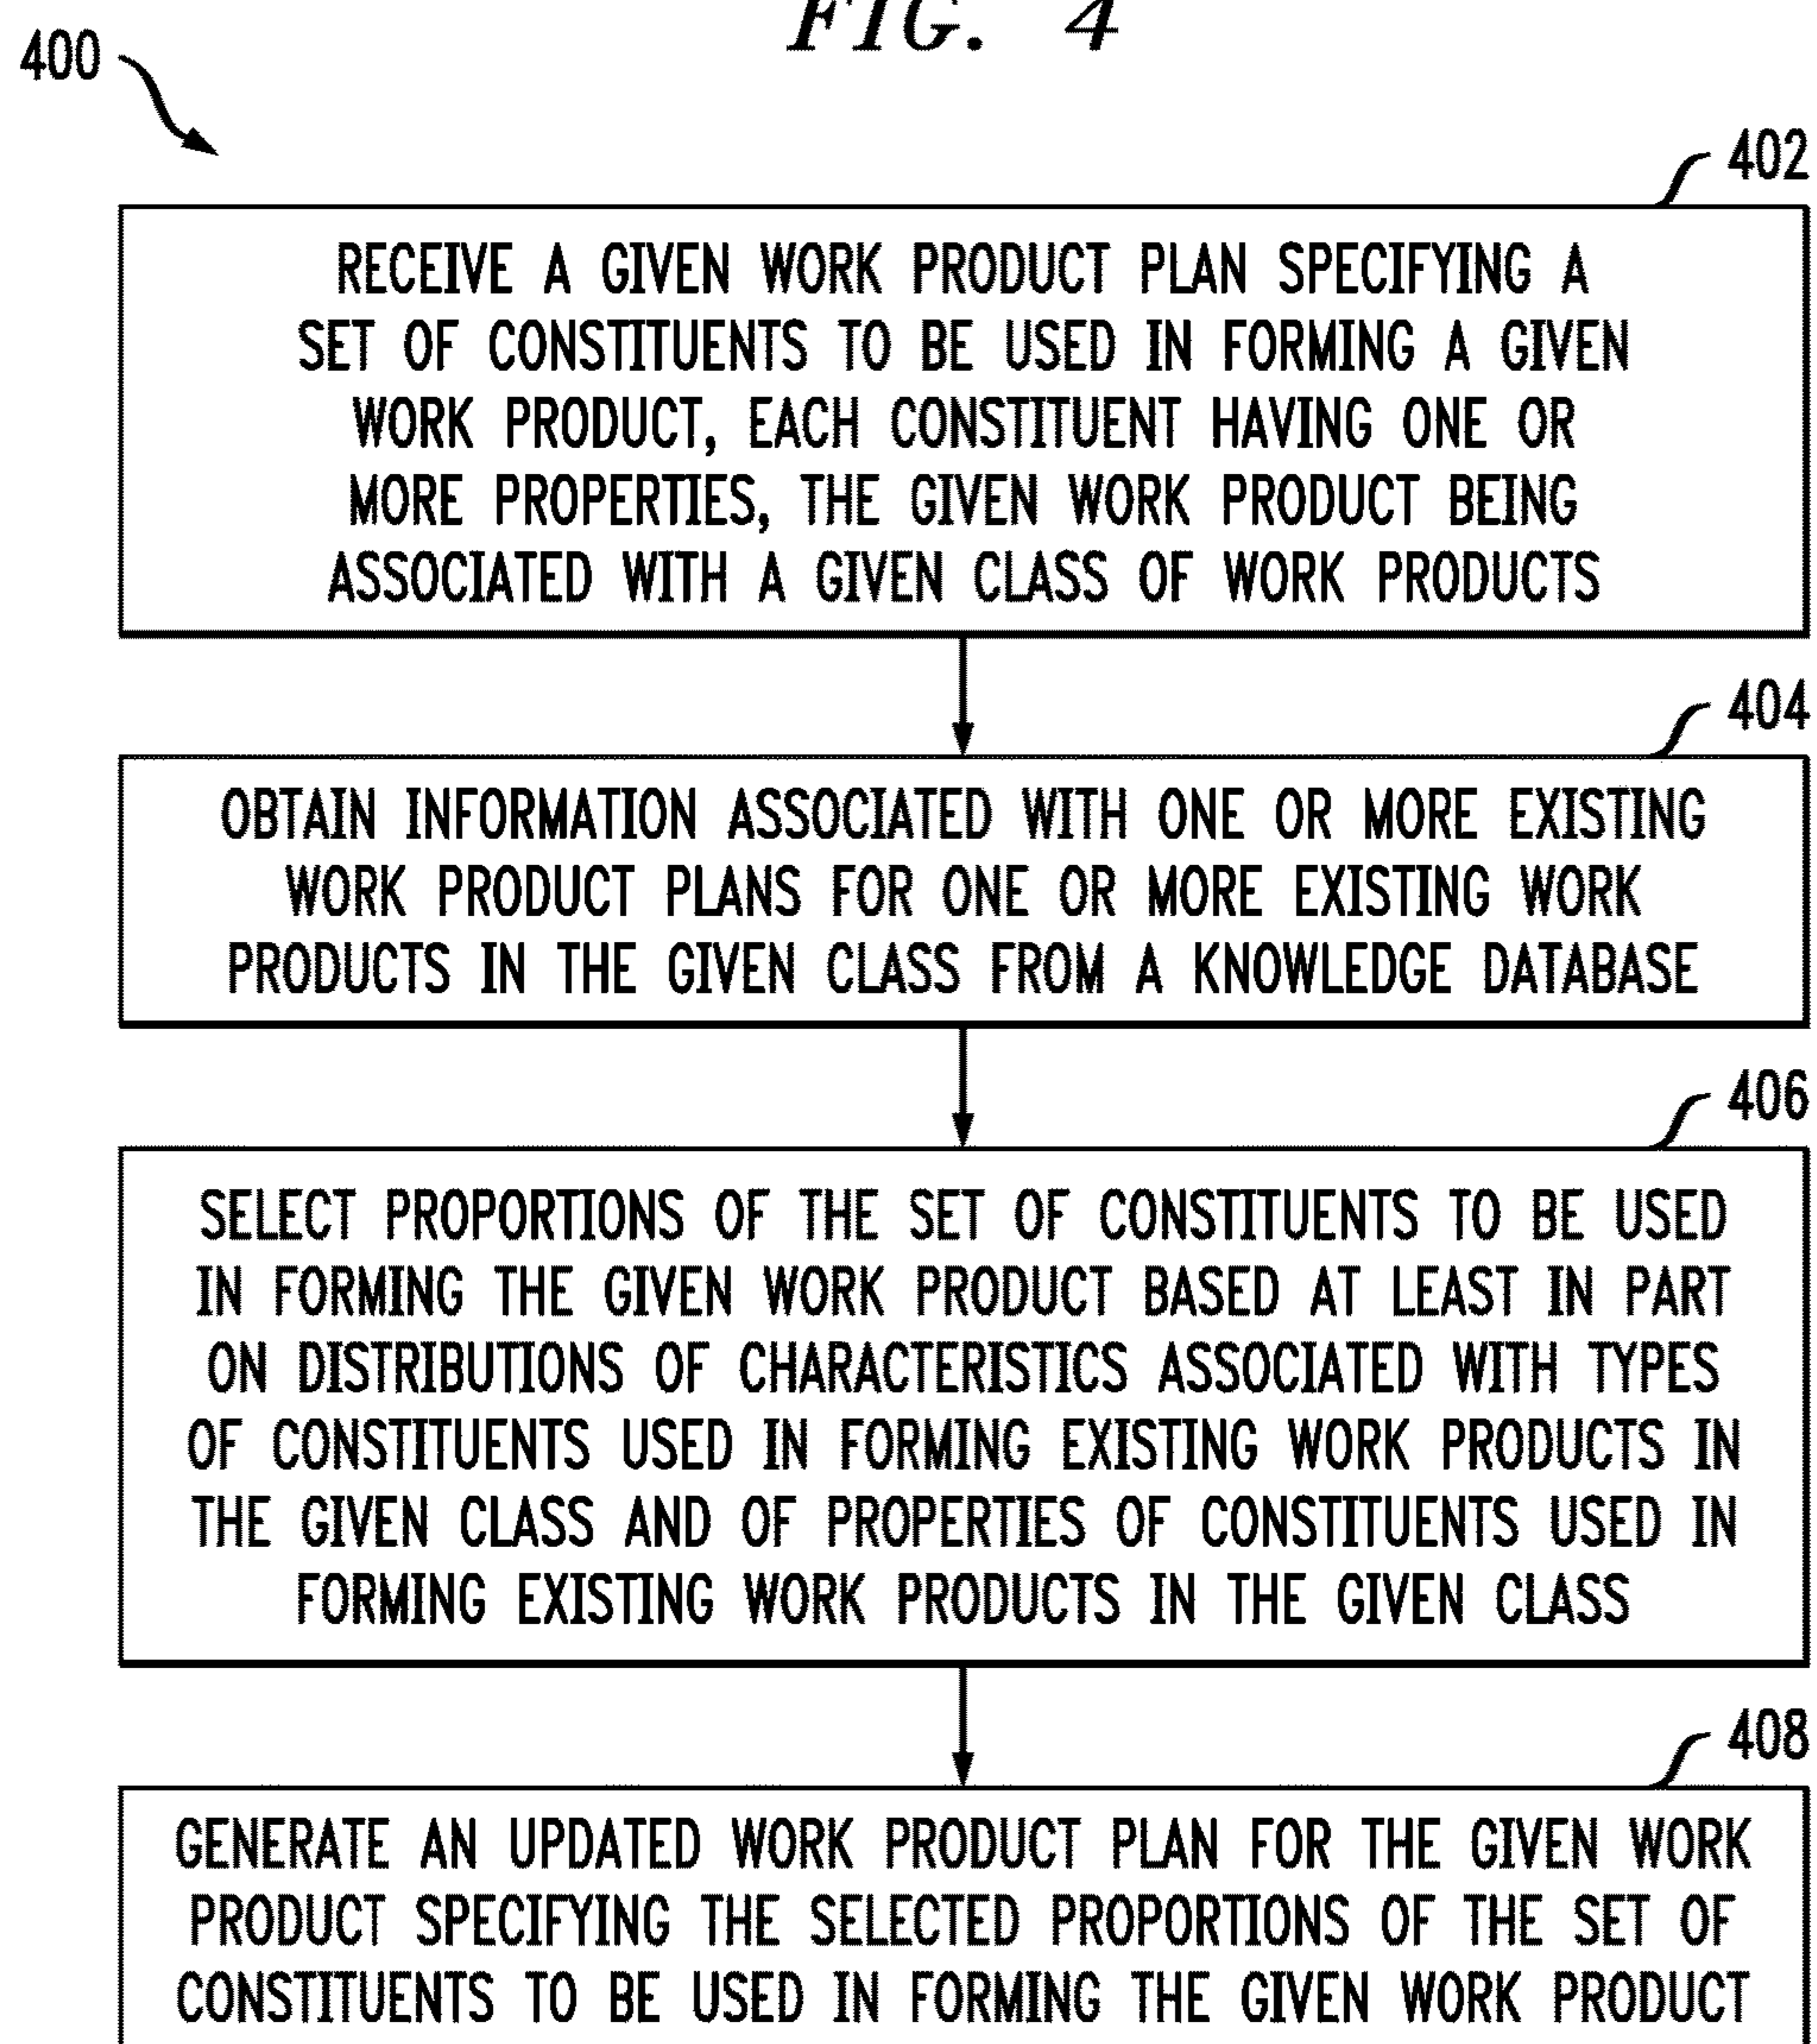 FIG. 4
400
402
RECEIVE A GIVEN WORK PRODUCT PLAN SPECIFYING A
SET OF CONSTITUENTS TO BE USED IN FORMING A GIVEN
WORK PRODUCT, EACH CONSTITUENT HAVING ONE OR
MORE PROPERTIES, THE GIVEN WORK PRODUCT BEING
ASSOCIATED WITH A GIVEN CLASS OF WORK PRODUCTS
404
OBTAIN INFORMATION ASSOCIATED WITH ONE OR MORE EXISTING
WORK PRODUCT PLANS FOR ONE OR MORE EXISTING WORK
PRODUCTS IN THE GIVEN CLASS FROM A KNOWLEDGE DATABASE
406
SELECT PROPORTIONS OF THE SET OF CONSTITUENTS TO BE USED
IN FORMING THE GIVEN WORK PRODUCT BASED AT LEAST IN PART
ON DISTRIBUTIONS OF CHARACTERISTICS ASSOCIATED WITH TYPES
OF CONSTITUENTS USED IN FORMING EXISTING WORK PRODUCTS IN
THE GIVEN CLASS AND OF PROPERTIES OF CONSTITUENTS USED IN
FORMING EXISTING WORK PRODUCTS IN THE GIVEN CLASS
408
GENERATE AN UPDATED WORK PRODUCT PLAN FOR THE GIVEN WORK
PRODUCT SPECIFYING THE SELECTED PROPORTIONS OF THE SET OF
CONSTITUENTS TO BE USED IN FORMING THE GIVEN WORK PRODUCT